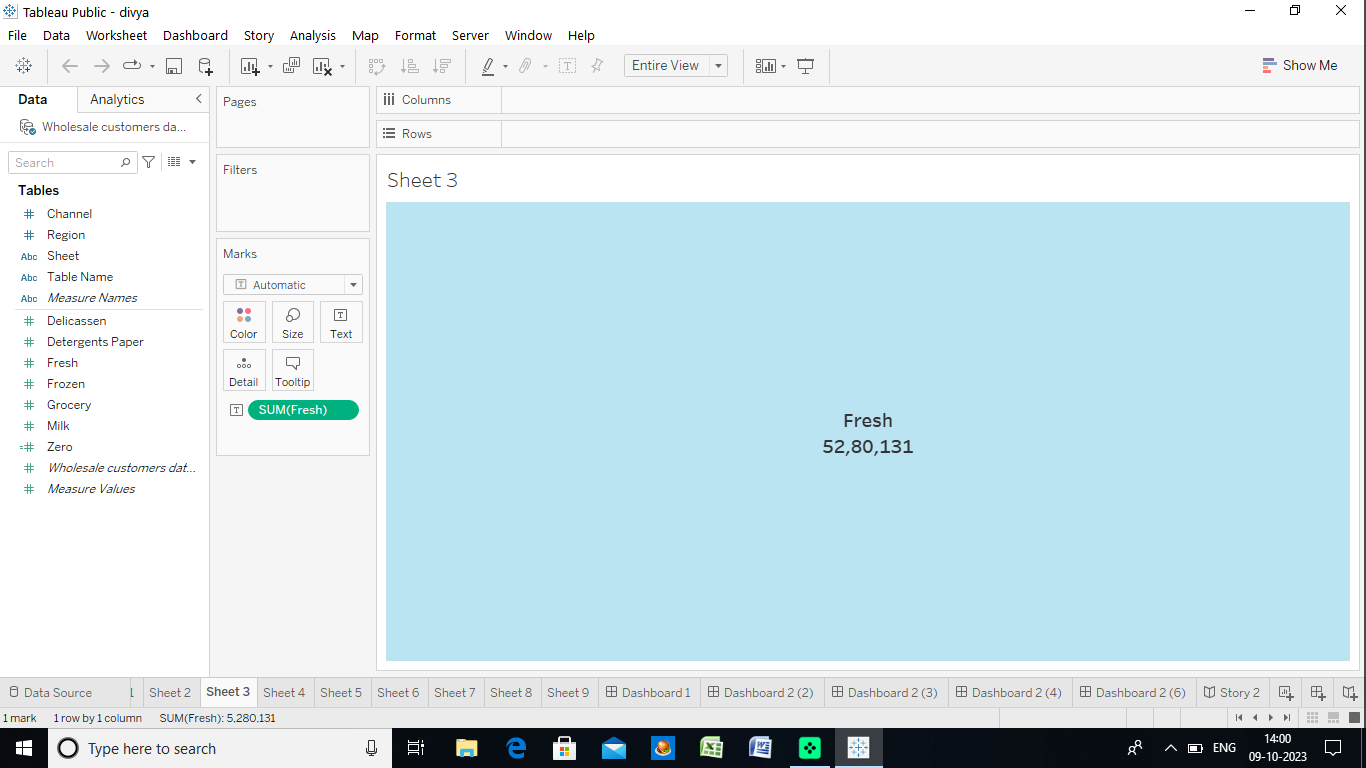 Tableau Public - divya
File Data Worksheet Dashboard Story Analysis Map Format Server Window Help
Entire View
Show Me
Data Analytics
Wholesale customers da...
Search
Tables
Channel
Region
Abc Sheet
Abc Table Name
Abc Measure Names
Delicassen
Detergents Paper
Fresh
Frozen
Grocery
Milk
Zero
Wholesale customers dat...
Measure Values
Pages
Filters
Marks
Automatic
Color Size Text
Detail Tooltip
SUM(Fresh)
Columns
Rows
Sheet 3
Fresh
52,80,131
Data Source Sheet 2 Sheet 3 Sheet 4 Sheet 5 Sheet 6 Sheet 7 Sheet 8 Sheet 9 Dashboard 1 Dashboard 2 (2) Dashboard 2 (3) Dashboard 2 (4) Dashboard 2 (6) Story 2
1 mark 1 row by 1 column SUM(Fresh): 5,280,131
Type here to search
ENG
14:00
09-10-2023